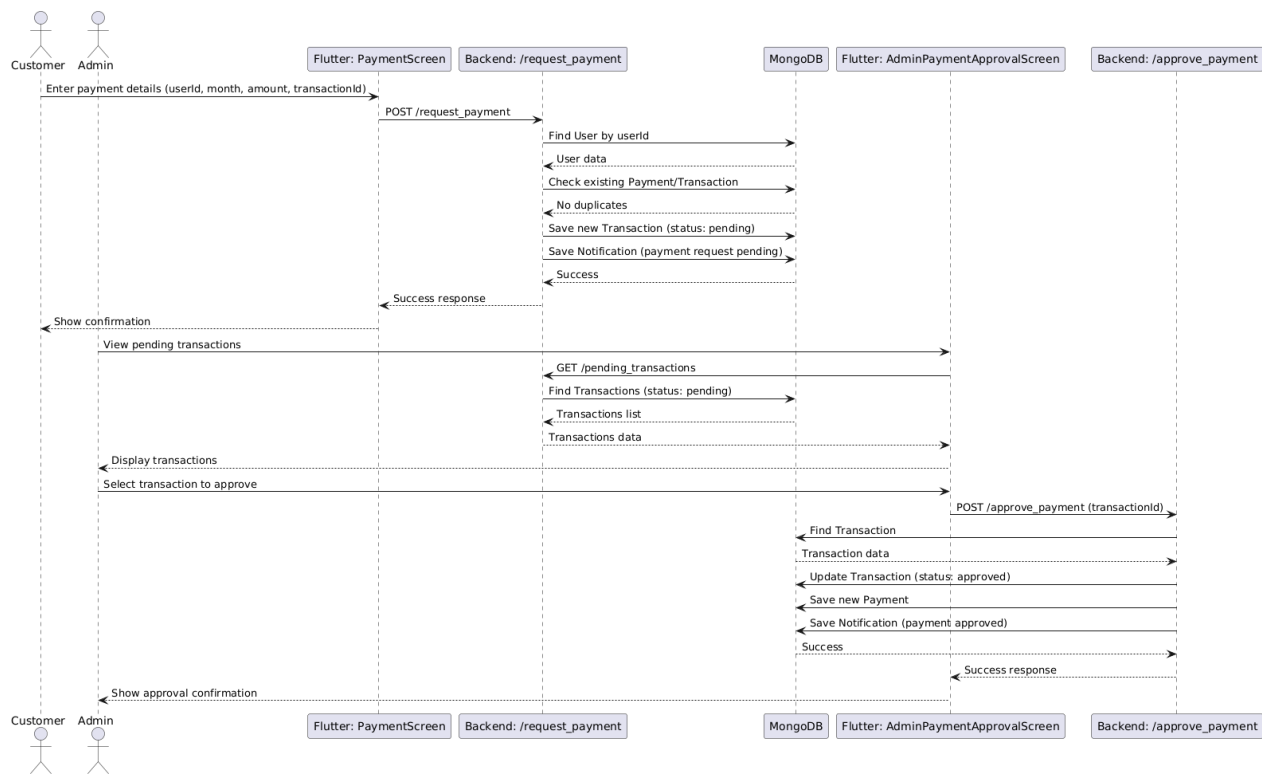 Customer
Admin
Flutter: PaymentScreen
Backend: /request_payment
MongoDB
Flutter: AdminPaymentApprovalScreen
Backend: /approve_payment
Enter payment details (userId, month, amount, transactionId)
POST /request_payment
Find User by userId
User data
Check existing Payment/Transaction
No duplicates
Save new Transaction (status: pending)
Save Notification (payment request pending)
Success
Success response
Show confirmation
View pending transactions
GET /pending_transactions
Find Transactions (status: pending)
Transactions list
Transactions data
Display transactions
Select transaction to approve
POST /approve_payment (transactionId)
Find Transaction
Transaction data
Update Transaction (status: approved)
Save new Payment
Save Notification (payment approved)
Success
Success response
Show approval confirmation
Customer
Admin
Flutter: PaymentScreen
Backend: /request_payment
MongoDB
Flutter: AdminPaymentApprovalScreen
Backend: /approve_payment